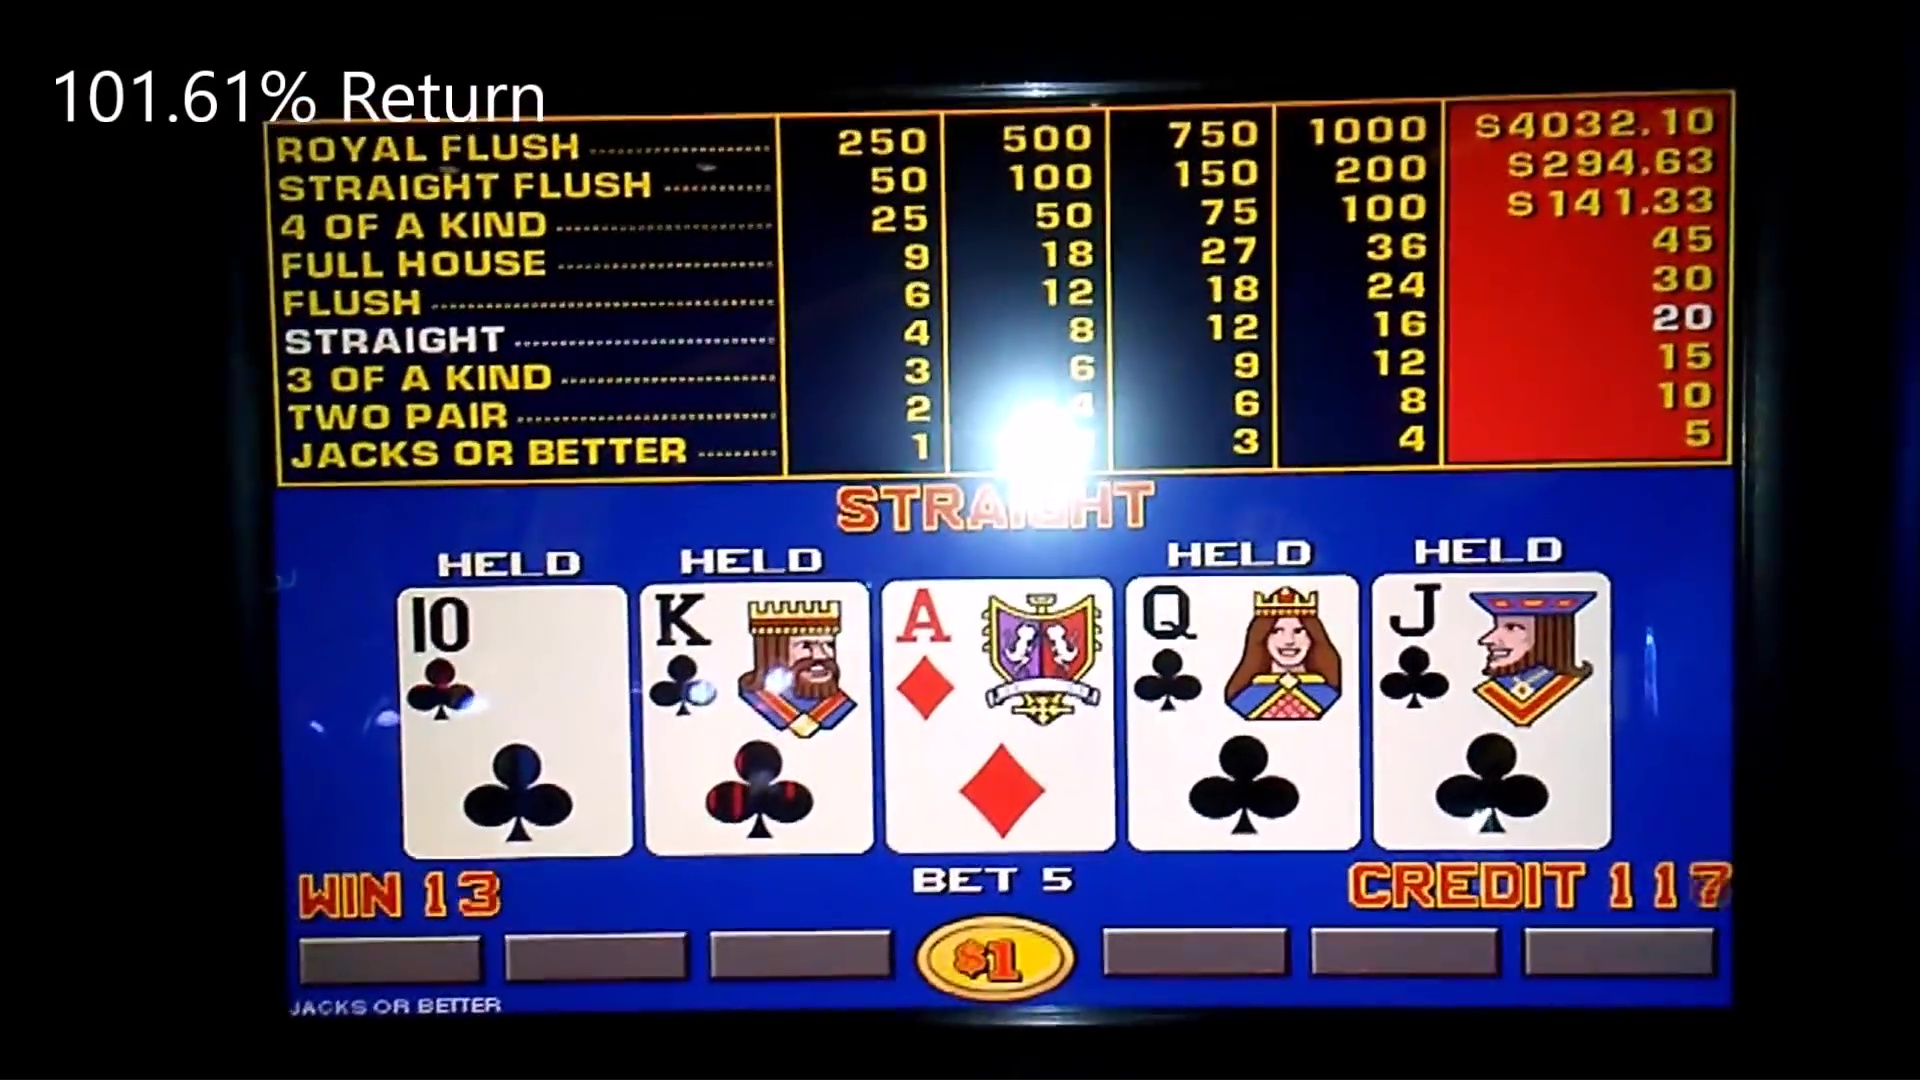 101.61% Return
ROYAL FLUSH 250 500 750 1000 $4032.10
STRAIGHT FLUSH 50 100 150 200 $294.63
4 OF A KIND 25 50 75 100 $141.33
FULL HOUSE 9 18 27 36 45
FLUSH 6 12 18 24 30
STRAIGHT 4 8 12 16 20
3 OF A KIND 3 6 9 12 15
TWO PAIR 2 4 6 8 10
JACKS OR BETTER 1 3 4 5
STRAIGHT
HELD HELD HELD HELD
10 K A Q J
WIN 13 BET 5 CREDIT 117
$1
JACKS OR BETTER